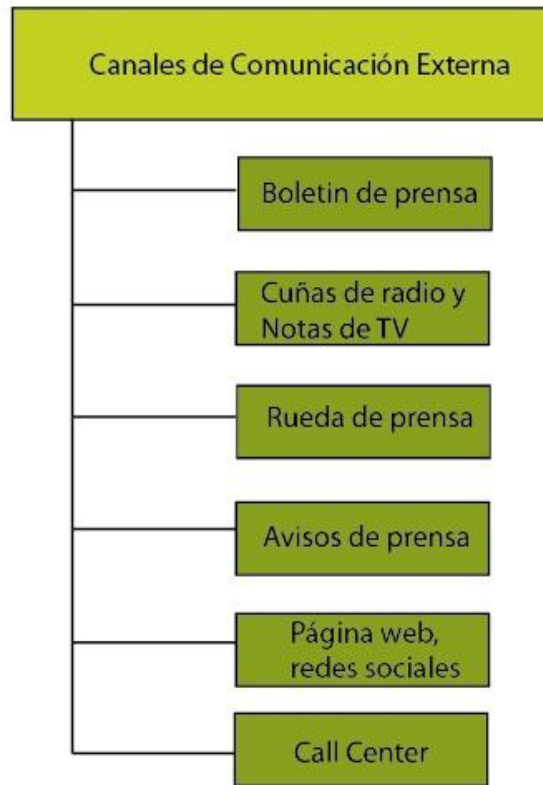 Canales de Comunicación Externa
Boletin de prensa
Cuñas de radio y
Notas de TV
Rueda de prensa
Avisos de prensa
Página web,
redes sociales
Call Center